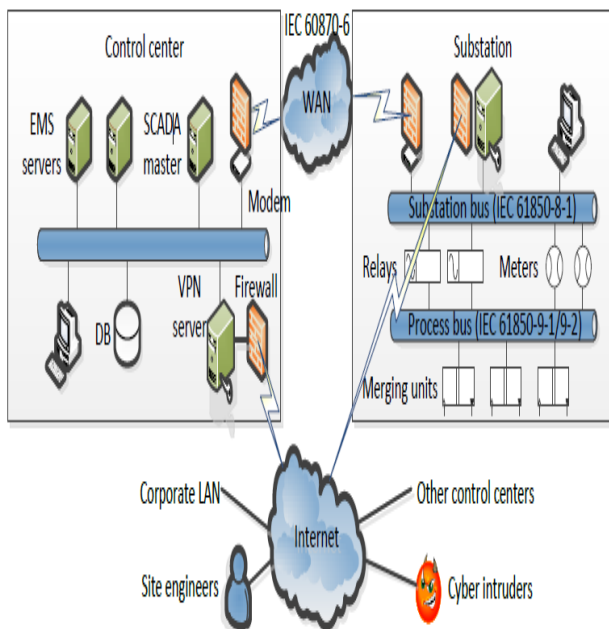 IEC 60870-6
Control center
Substation
EMS
servers
SCADA
master
WAN
Modem
Substation bus (IEC 61850-8-1)
Relays
Meters
VPN
server
Firewall
DB
Process bus (IEC 61850-9-1/9-2)
Merging units
Corporate LAN
Other control centers
Internet
Site engineers
Cyber intruders